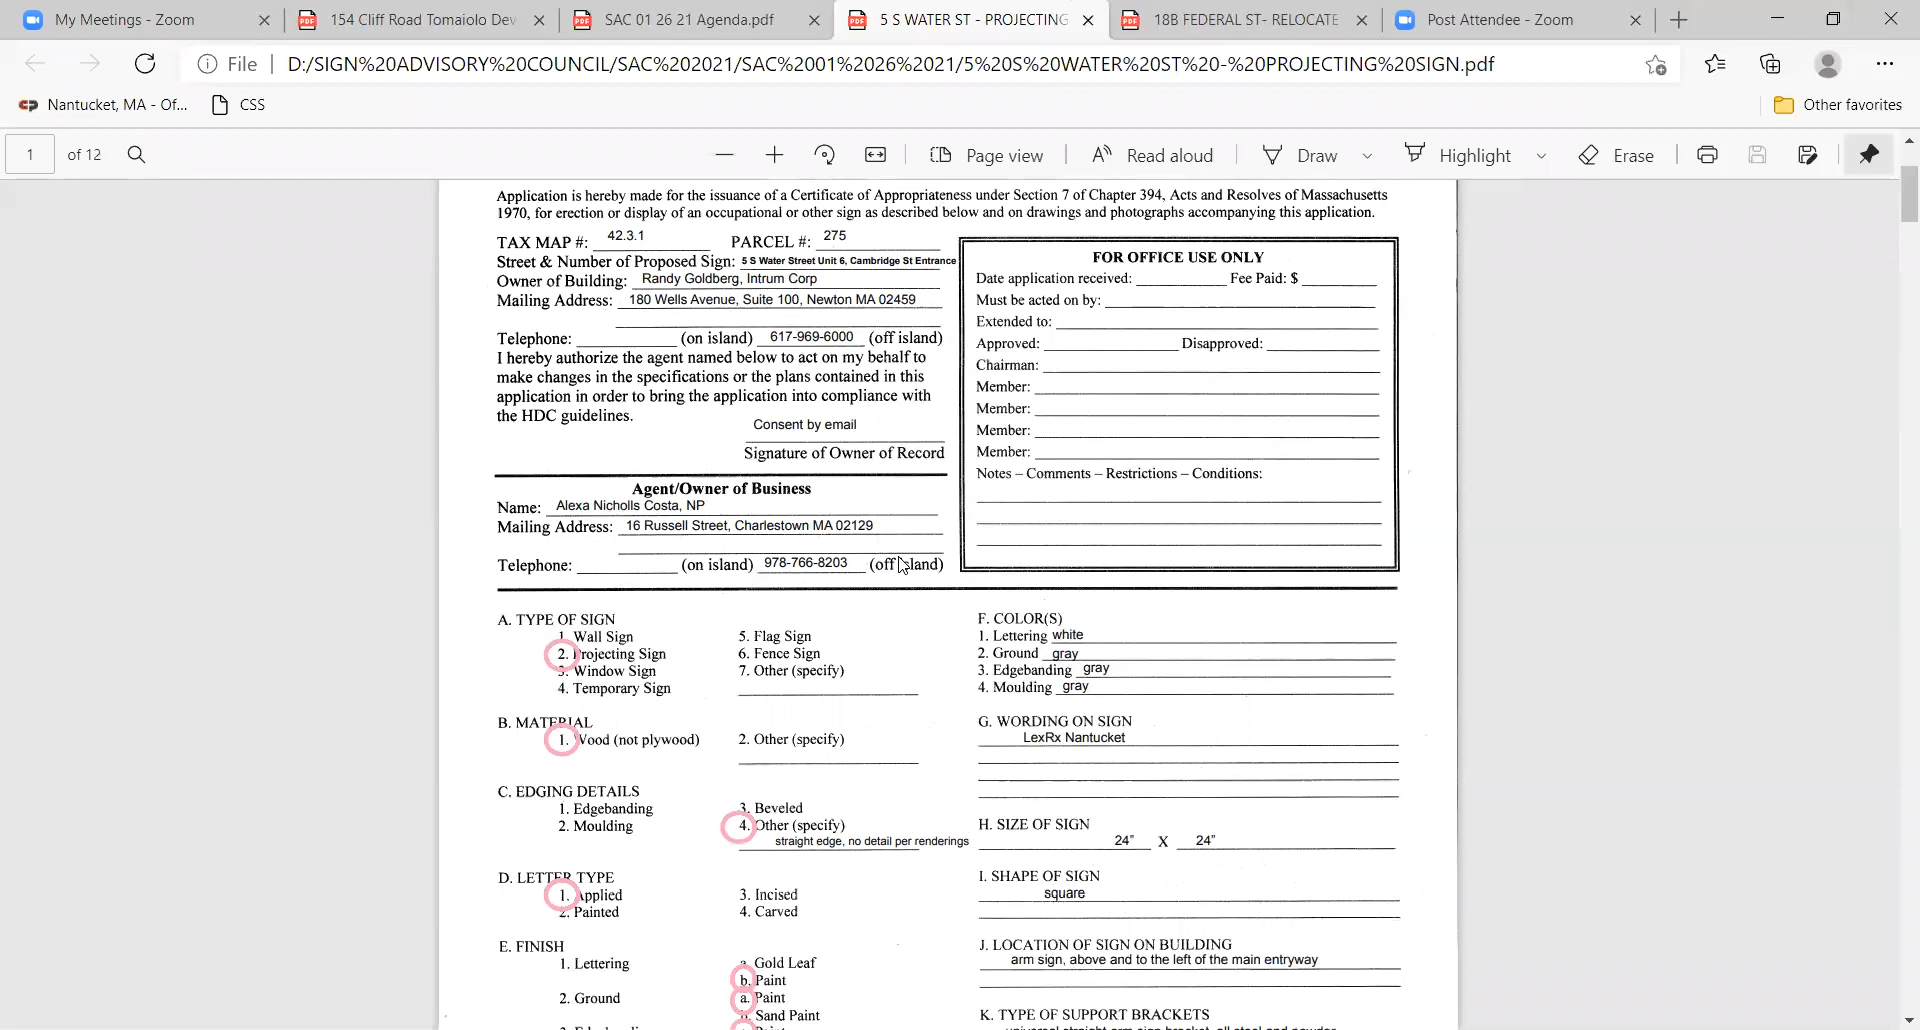 My Meetings - Zoom
154 Cliff Road Tomaiolo Dev
SAC 01 26 21 Agenda.pdf
5 S WATER ST - PROJECTING
18B FEDERAL ST- RELOCATE
Post Attendee - Zoom
File
D:/SIGN%20ADVISORY%20COUNCIL/SAC%202021/SAC%2001%2026%2021/5%20S%20WATER%20ST%20-%20PROJECTING%20SIGN.pdf
Nantucket, MA - Of...
CSS
Other favorites
1 of 12
Page view
Read aloud
Draw
Highlight
Erase
Application is hereby made for the issuance of a Certificate of Appropriateness under Section 7 of Chapter 394, Acts and Resolves of Massachusetts
1970, for erection or display of an occupational or other sign as described below and on drawings and photographs accompanying this application.
TAX MAP #: 42.3.1 PARCEL #: 275
Street & Number of Proposed Sign: 5 S Water Street Unit 6, Cambridge St Entrance
Owner of Building: Randy Goldberg, Intrum Corp
Mailing Address: 180 Wells Avenue, Suite 100, Newton MA 02459
Telephone: (on island) 617-969-6000 (off island)
I hereby authorize the agent named below to act on my behalf to
make changes in the specifications or the plans contained in this
application in order to bring the application into compliance with
the HDC guidelines.
Consent by email
Signature of Owner of Record
FOR OFFICE USE ONLY
Date application received: Fee Paid: $
Must be acted on by:
Extended to:
Approved: Disapproved:
Chairman:
Member:
Member:
Member:
Member:
Notes – Comments – Restrictions – Conditions:
Agent/Owner of Business
Name: Alexa Nicholls Costa, NP
Mailing Address: 16 Russell Street, Charlestown MA 02129
Telephone: (on island) 978-766-8203 (off island)
A. TYPE OF SIGN
1. Wall Sign
2. Projecting Sign
3. Window Sign
4. Temporary Sign
5. Flag Sign
6. Fence Sign
7. Other (specify)
B. MATERIAL
1. Wood (not plywood)
2. Other (specify)
C. EDGING DETAILS
1. Edgebanding
2. Moulding
3. Beveled
4. Other (specify)
straight edge, no detail per renderings
D. LETTER TYPE
1. Applied
2. Painted
3. Incised
4. Carved
E. FINISH
1. Lettering
a. Gold Leaf
b. Paint
2. Ground
a. Paint
b. Sand Paint
F. COLOR(S)
1. Lettering white
2. Ground gray
3. Edgebanding gray
4. Moulding gray
G. WORDING ON SIGN
LexRx Nantucket
H. SIZE OF SIGN
24" X 24"
I. SHAPE OF SIGN
square
J. LOCATION OF SIGN ON BUILDING
arm sign, above and to the left of the main entryway
K. TYPE OF SUPPORT BRACKETS